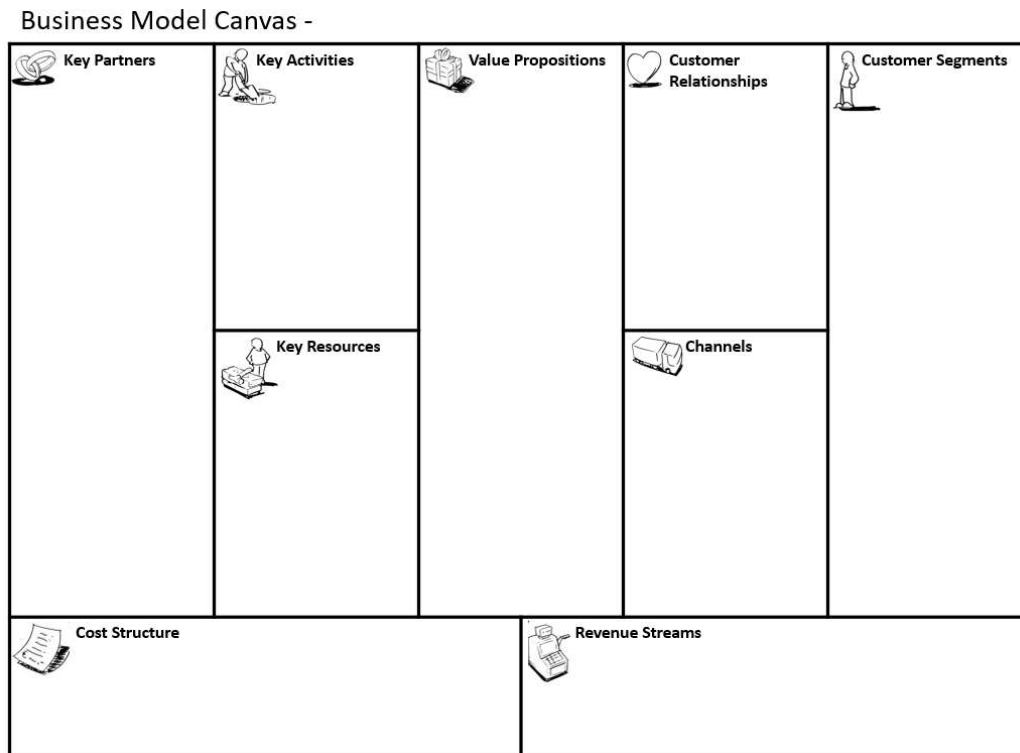 Business Model Canvas -
Key Partners
Key Activities
Value Propositions
Customer
Relationships
Customer Segments
Key Resources
Channels
Cost Structure
Revenue Streams